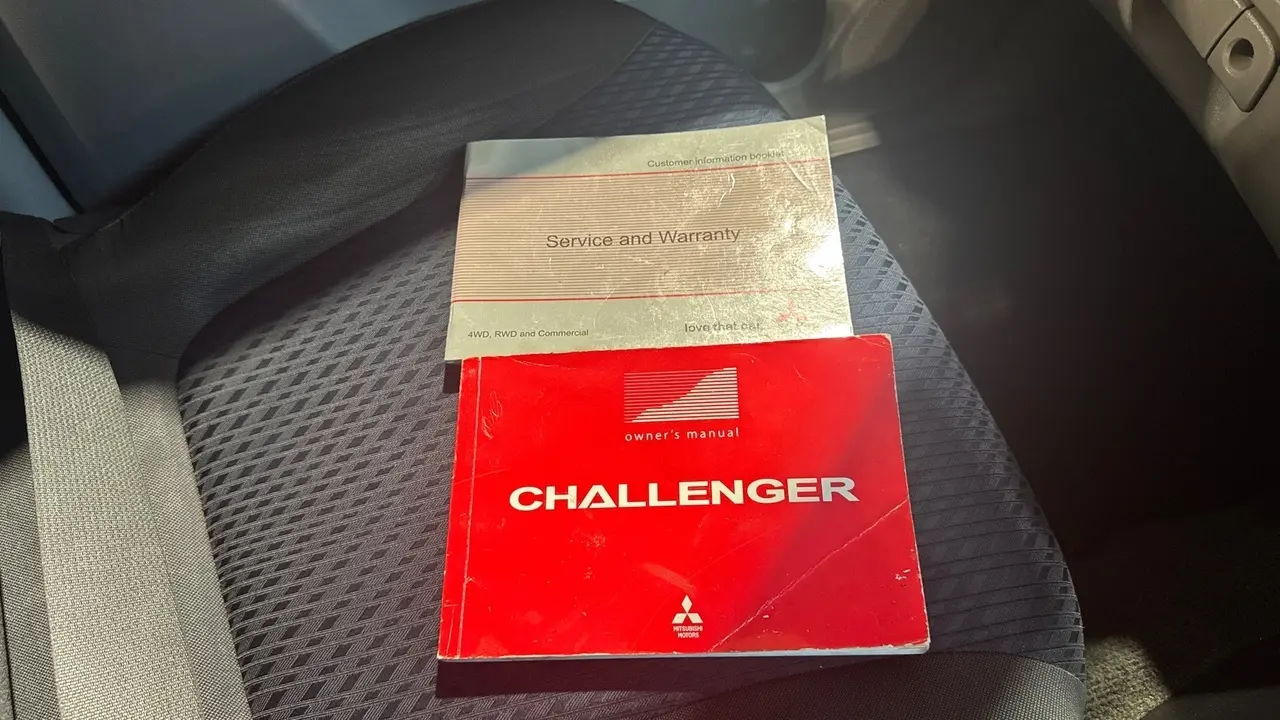 Customer information booklet
Service and Warranty
4WD, RWD and Commercial
love that car.
owner's manual
CHALLENGER
MITSUBISHI
MOTORS